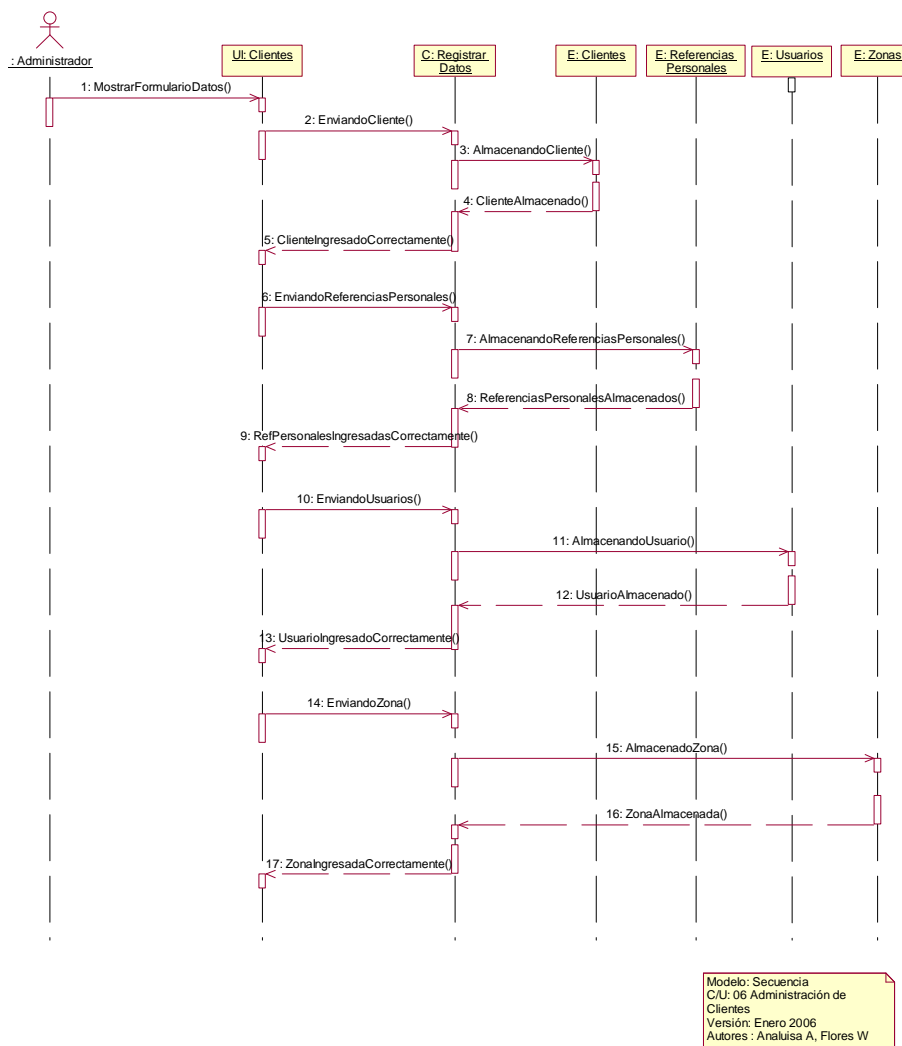 : Administrador
UI: Clientes
C: Registrar
Datos
E: Clientes
E: Referencias
Personales
E: Usuarios
E: Zonas
1: MostrarFormularioDatos()
2: EnviandoCliente()
3: AlmacenandoCliente()
4: ClienteAlmacenado()
5: ClienteIngresadoCorrectamente()
6: EnviandoReferenciasPersonales()
7: AlmacenandoReferenciasPersonales()
8: ReferenciasPersonalesAlmacenados()
9: RefPersonalesIngresadasCorrectamente()
10: EnviandoUsuarios()
11: AlmacenandoUsuario()
12: UsuarioAlmacenado()
13: UsuarioIngresadoCorrectamente()
14: EnviandoZona()
15: AlmacenadoZona()
16: ZonaAlmacenada()
17: ZonaIngresadaCorrectamente()
Modelo: Secuencia
C/U: 06 Administración de
Clientes
Versión: Enero 2006
Autores : Analuisa A, Flores W